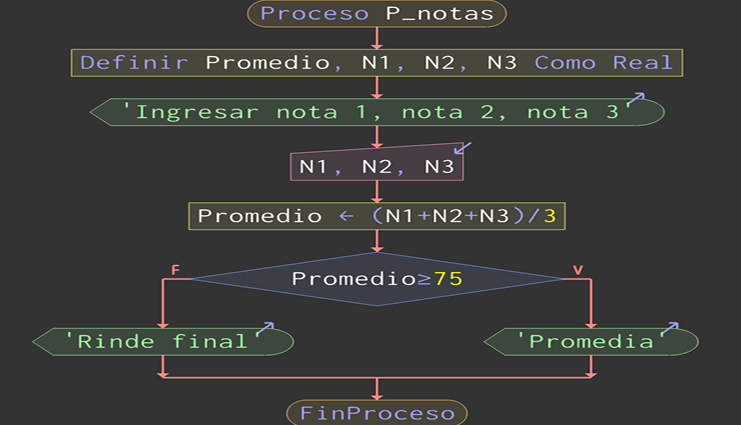 Proceso P_notas
Definir Promedio, N1, N2, N3 Como Real
'Ingresar nota 1, nota 2, nota 3'
N1, N2, N3
Promedio ← (N1+N2+N3)/3
F
V
Promedio≥75
'Rinde final'
'Promedia'
FinProceso